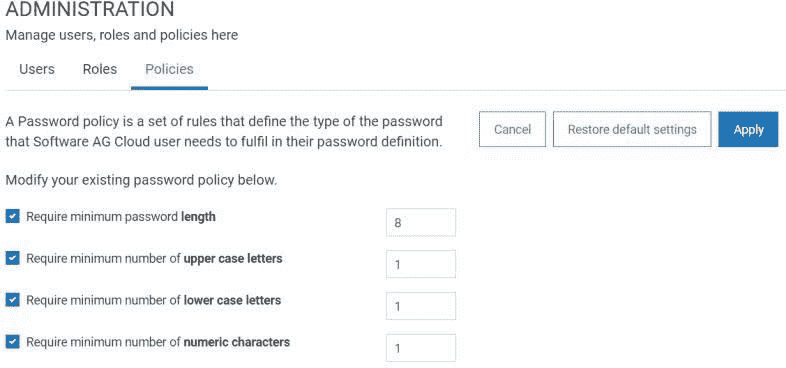 ADMINISTRATION
Manage users, roles and policies here
Users Roles Policies
A Password policy is a set of rules that define the type of the password
that Software AG Cloud user needs to fulfil in their password definition.
Cancel Restore default settings Apply
Modify your existing password policy below.
Require minimum password length 8
Require minimum number of upper case letters 1
Require minimum number of lower case letters 1
Require minimum number of numeric characters 1